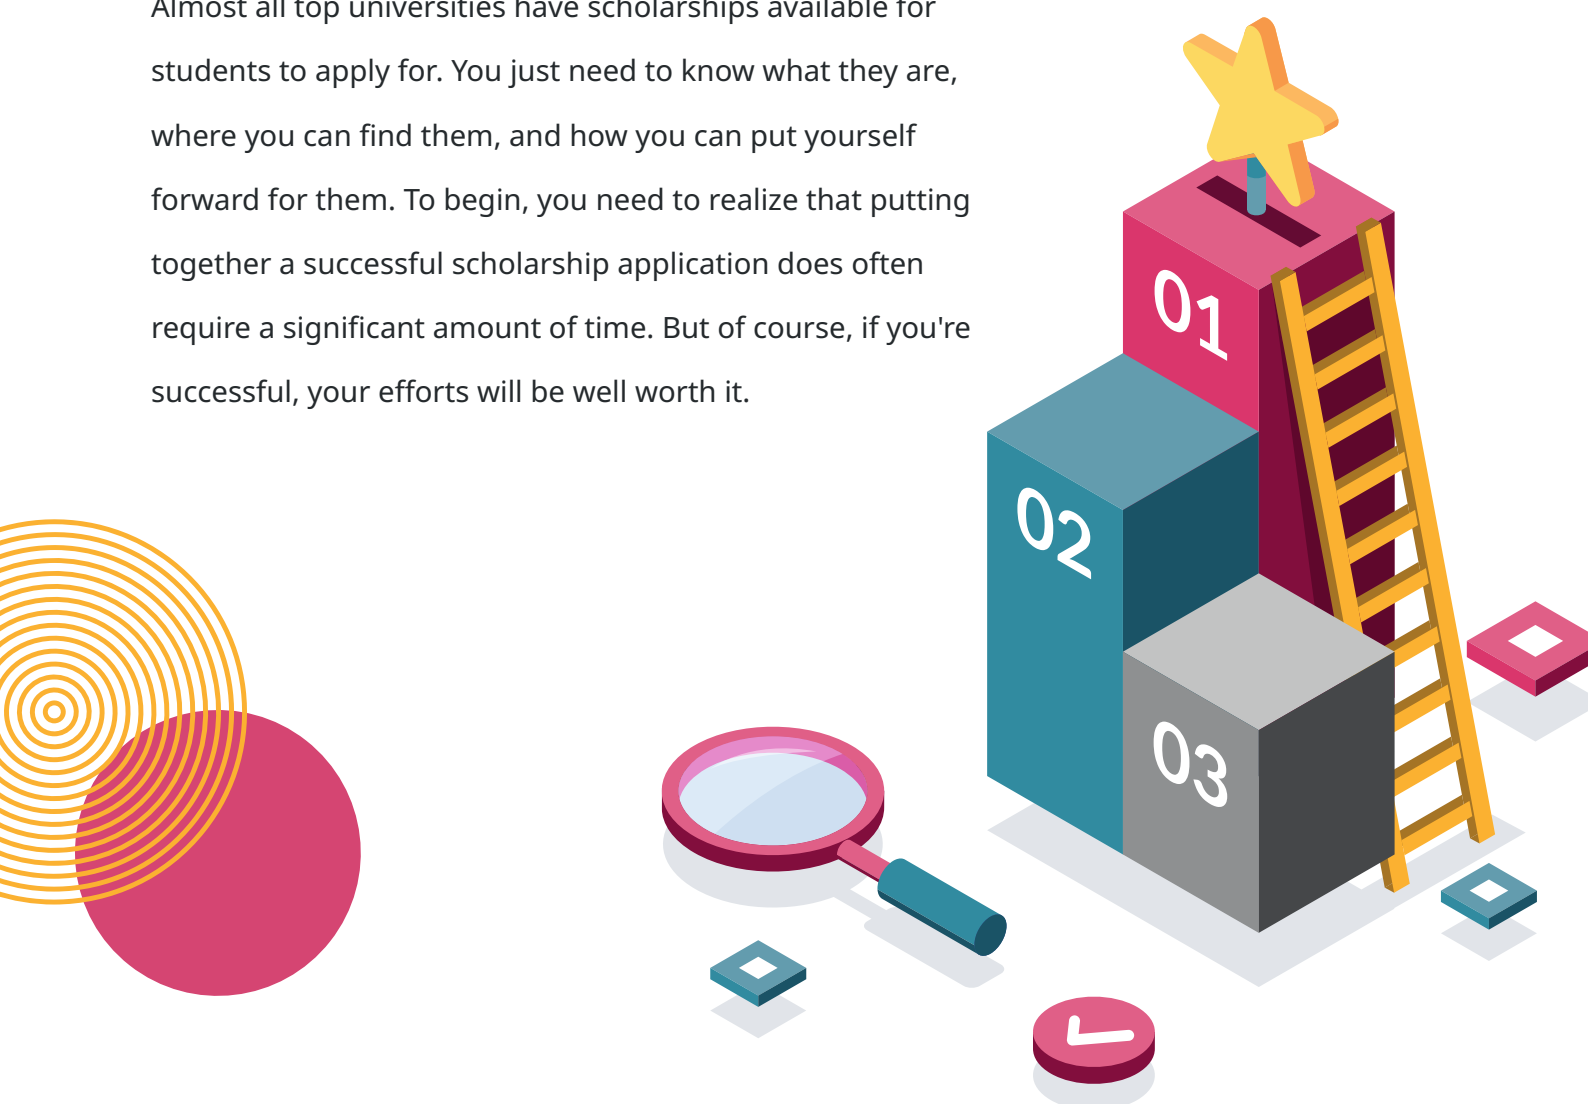 Almost all top universities have scholarships available for
students to apply for. You just need to know what they are,
where you can find them, and how you can put yourself
forward for them. To begin, you need to realize that putting
together a successful scholarship application does often
require a significant amount of time. But of course, if you're
successful, your efforts will be well worth it.
01
02
03